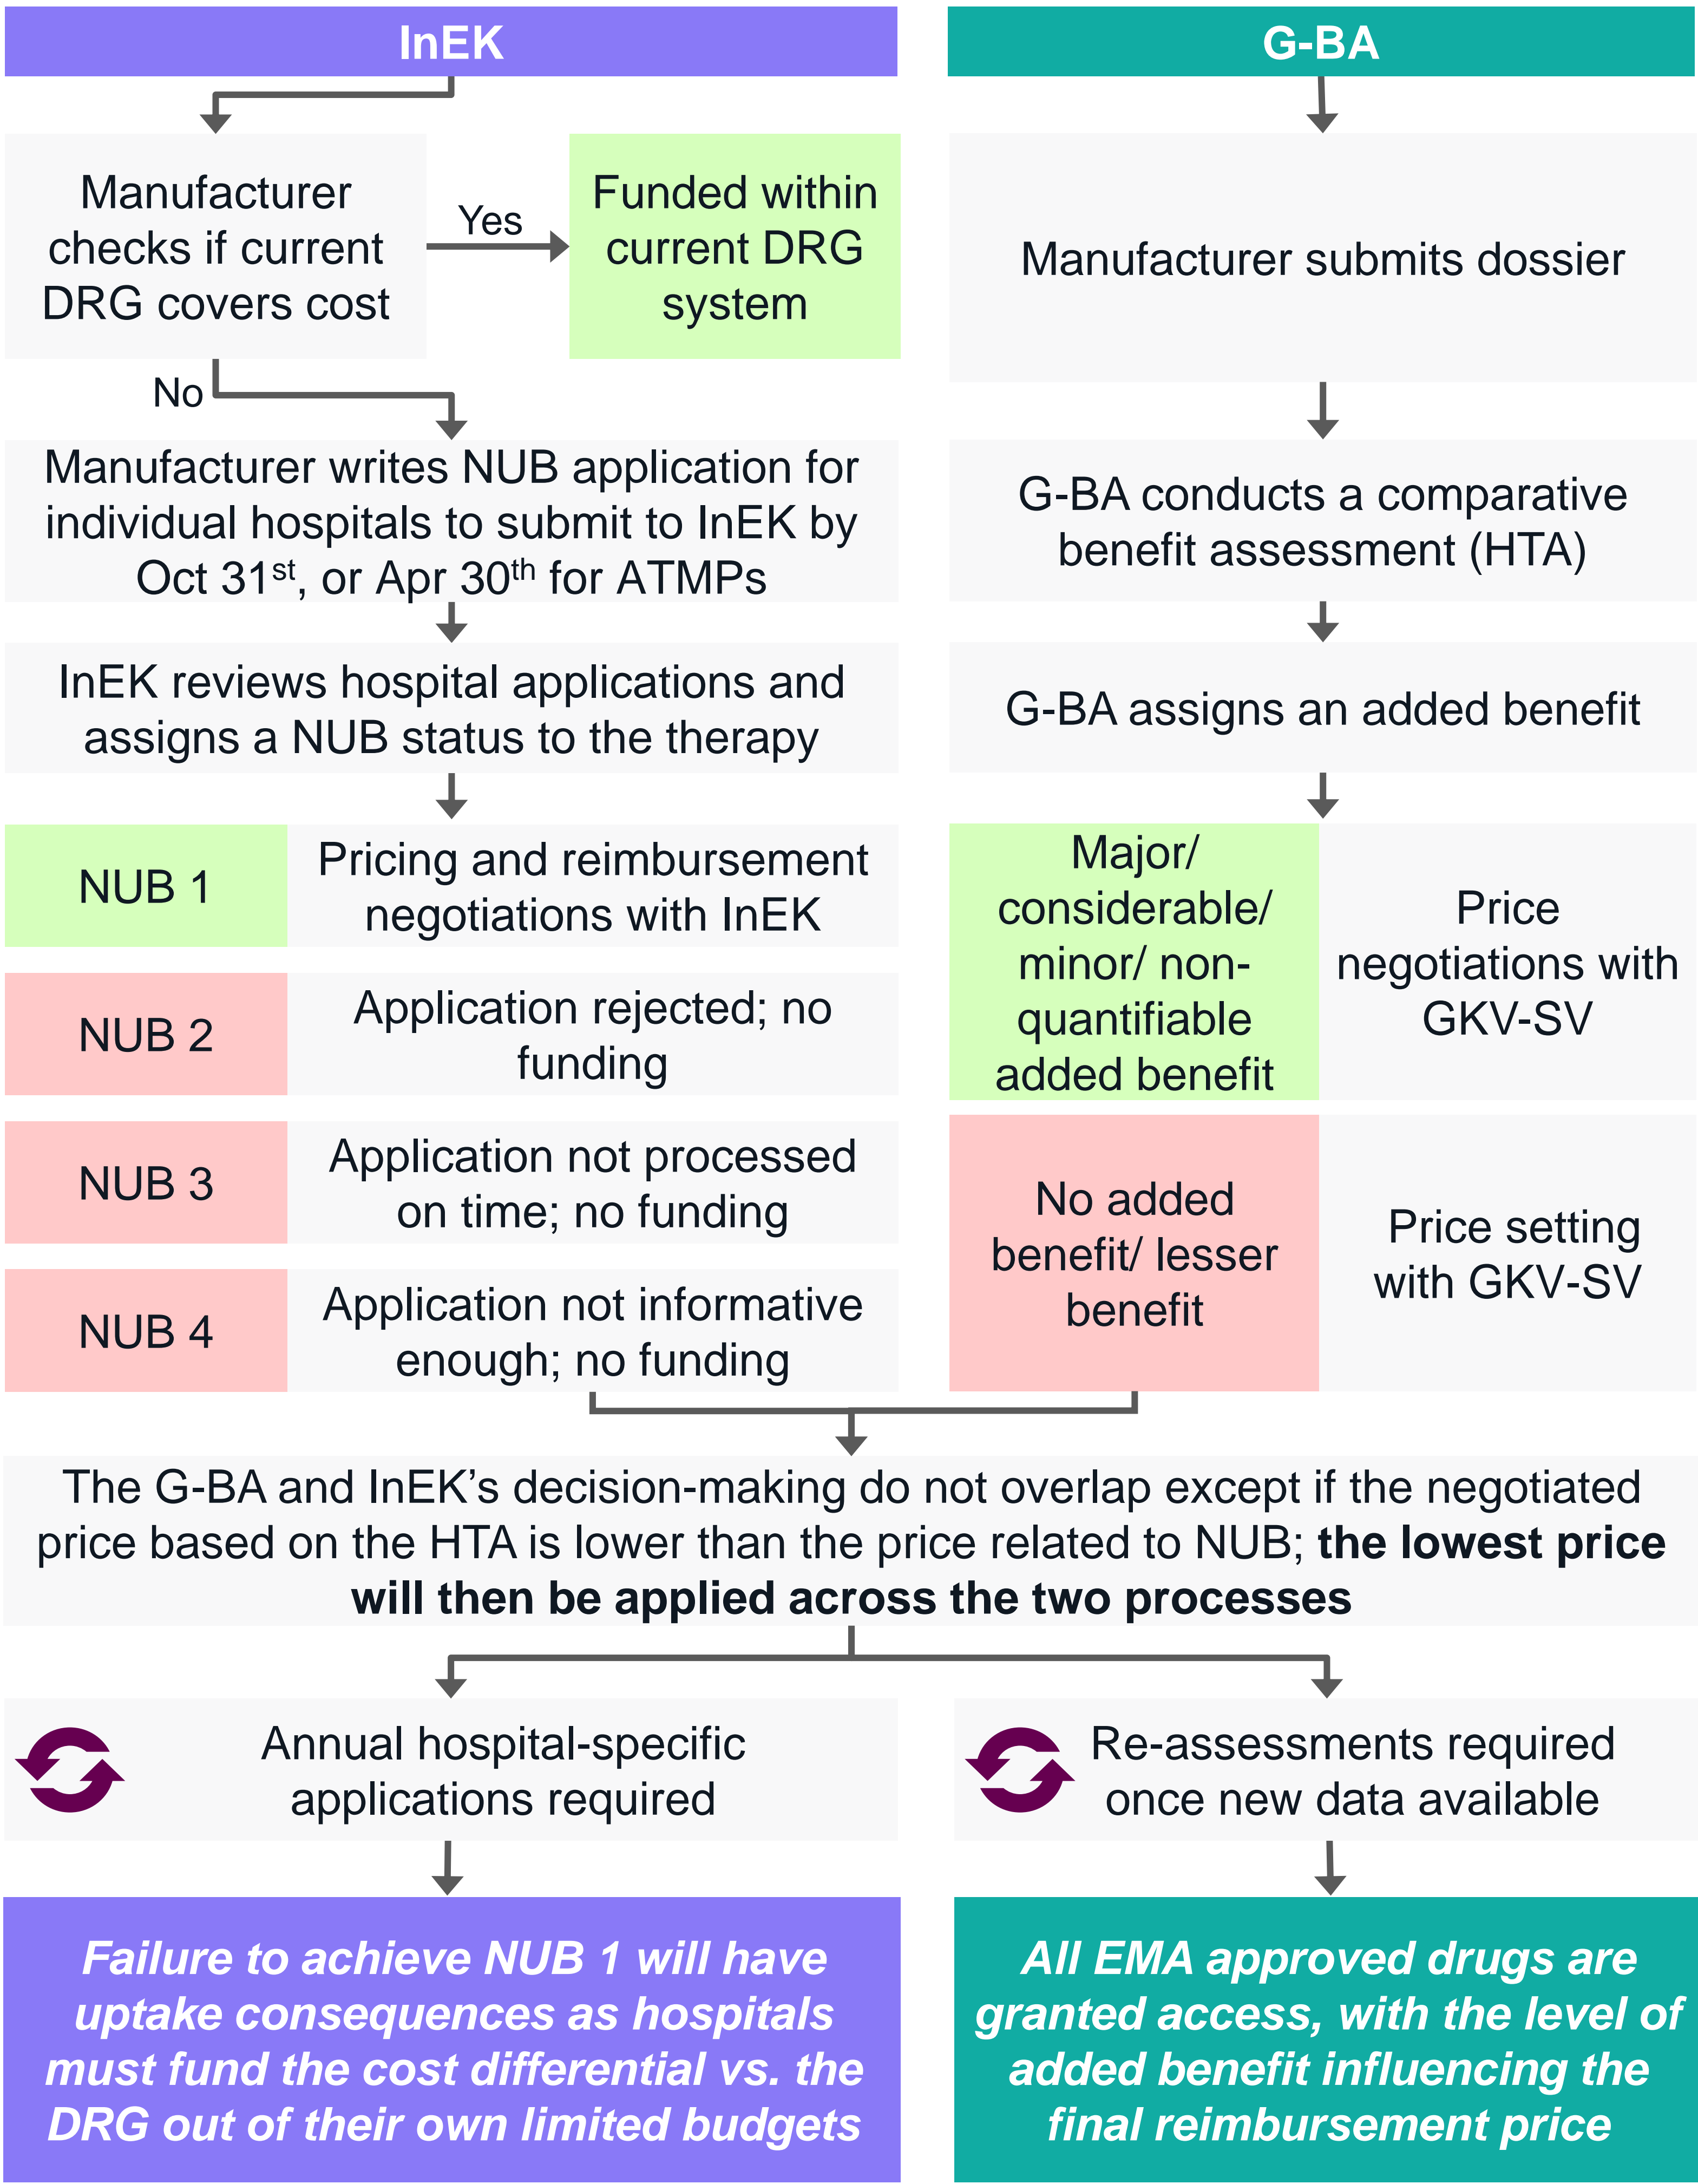 InEK
Manufacturer
checks if current
DRG covers cost
Yes
Funded within
current DRG
system
No
Manufacturer writes NUB application for
individual hospitals to submit to InEK by
Oct 31st, or Apr 30th for ATMPs
InEK reviews hospital applications and
assigns a NUB status to the therapy
NUB 1
Pricing and reimbursement
negotiations with InEK
NUB 2
Application rejected; no
funding
NUB 3
Application not processed
on time; no funding
NUB 4
Application not informative
enough; no funding
G-BA
Manufacturer submits dossier
G-BA conducts a comparative
benefit assessment (HTA)
G-BA assigns an added benefit
Major/
considerable/
minor/ non-
quantifiable
added benefit
Price
negotiations with
GKV-SV
No added
benefit/ lesser
benefit
Price setting
with GKV-SV
The G-BA and InEK’s decision-making do not overlap except if the negotiated
price based on the HTA is lower than the price related to NUB; the lowest price
will then be applied across the two processes
Annual hospital-specific
applications required
Failure to achieve NUB 1 will have
uptake consequences as hospitals
must fund the cost differential vs. the
DRG out of their own limited budgets
Re-assessments required
once new data available
All EMA approved drugs are
granted access, with the level of
added benefit influencing the
final reimbursement price